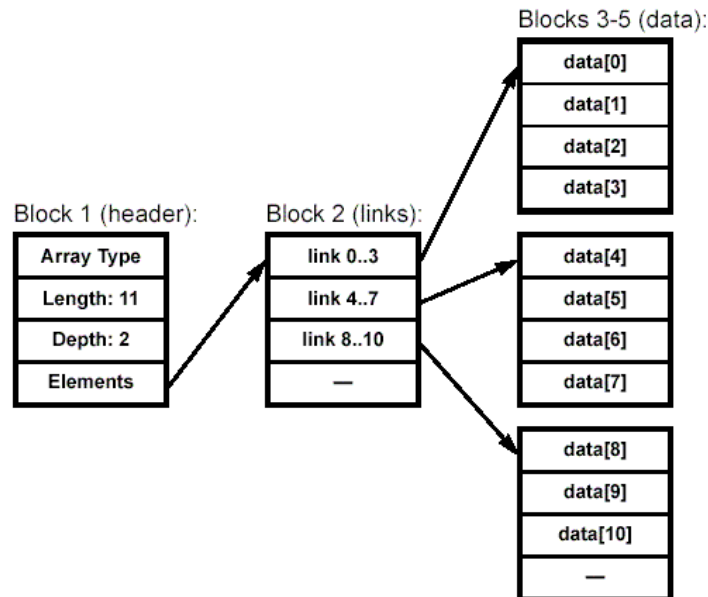 Blocks 3-5 (data):
data[0]
data[1]
data[2]
data[3]
Block 1 (header):
Array Type
Length: 11
Depth: 2
Elements
Block 2 (links):
link 0..3
link 4..7
link 8..10
—
data[4]
data[5]
data[6]
data[7]
data[8]
data[9]
data[10]
—